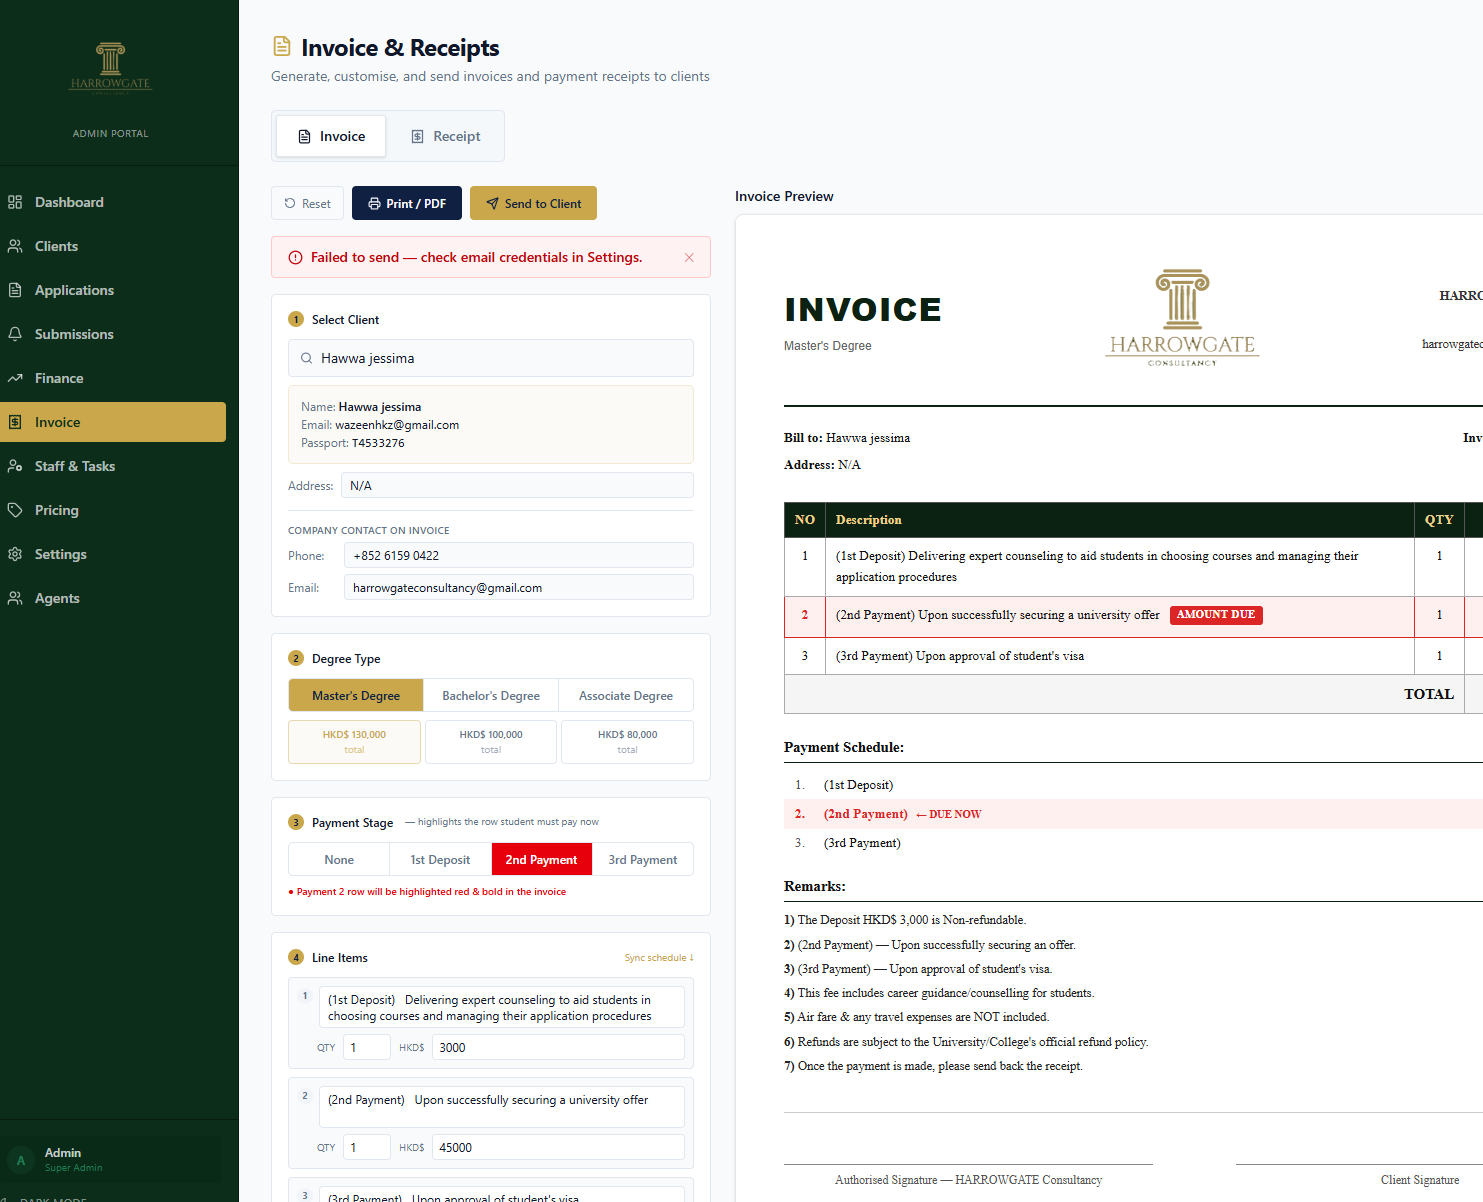 HARROWGATE
CONSULTANCY
ADMIN PORTAL
Dashboard
Clients
Applications
Submissions
Finance
Invoice
Staff & Tasks
Pricing
Settings
Agents
A
Admin
Super Admin
DARK MODE
Invoice & Receipts
Generate, customise, and send invoices and payment receipts to clients
Invoice
Receipt
Reset
Print / PDF
Send to Client
Failed to send — check email credentials in Settings.
1 Select Client
Hawwa jessima
Name: Hawwa jessima
Email: wazeenhkz@gmail.com
Passport: T4533276
Address: N/A
COMPANY CONTACT ON INVOICE
Phone: +852 6159 0422
Email: harrowgateconsultancy@gmail.com
2 Degree Type
Master's Degree
Bachelor's Degree
Associate Degree
HKD$ 130,000
total
HKD$ 100,000
total
HKD$ 80,000
total
3 Payment Stage — highlights the row student must pay now
None
1st Deposit
2nd Payment
3rd Payment
• Payment 2 row will be highlighted red & bold in the invoice
4 Line Items
Sync schedule ↓
1
(1st Deposit) Delivering expert counseling to aid students in
choosing courses and managing their application procedures
QTY 1 HKD$ 3000
2
(2nd Payment) Upon successfully securing a university offer
QTY 1 HKD$ 45000
3
(3rd Payment) Upon approval of student's visa
Invoice Preview
INVOICE
Master's Degree
HARROWGATE
CONSULTANCY
HARRO
harrowgatec
Bill to: Hawwa jessima
Inv
Address: N/A
NO Description QTY
1 (1st Deposit) Delivering expert counseling to aid students in choosing courses and managing their 1
application procedures
2 (2nd Payment) Upon successfully securing a university offer AMOUNT DUE 1
3 (3rd Payment) Upon approval of student's visa 1
TOTAL
Payment Schedule:
1. (1st Deposit)
2. (2nd Payment) ← DUE NOW
3. (3rd Payment)
Remarks:
1) The Deposit HKD$ 3,000 is Non-refundable.
2) (2nd Payment) — Upon successfully securing an offer.
3) (3rd Payment) — Upon approval of student's visa.
4) This fee includes career guidance/counselling for students.
5) Air fare & any travel expenses are NOT included.
6) Refunds are subject to the University/College's official refund policy.
7) Once the payment is made, please send back the receipt.
Authorised Signature — HARROWGATE Consultancy
Client Signature